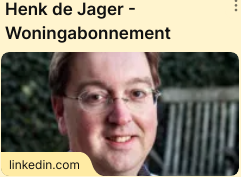 Henk de Jager -
Woningabonnement
linkedin.com